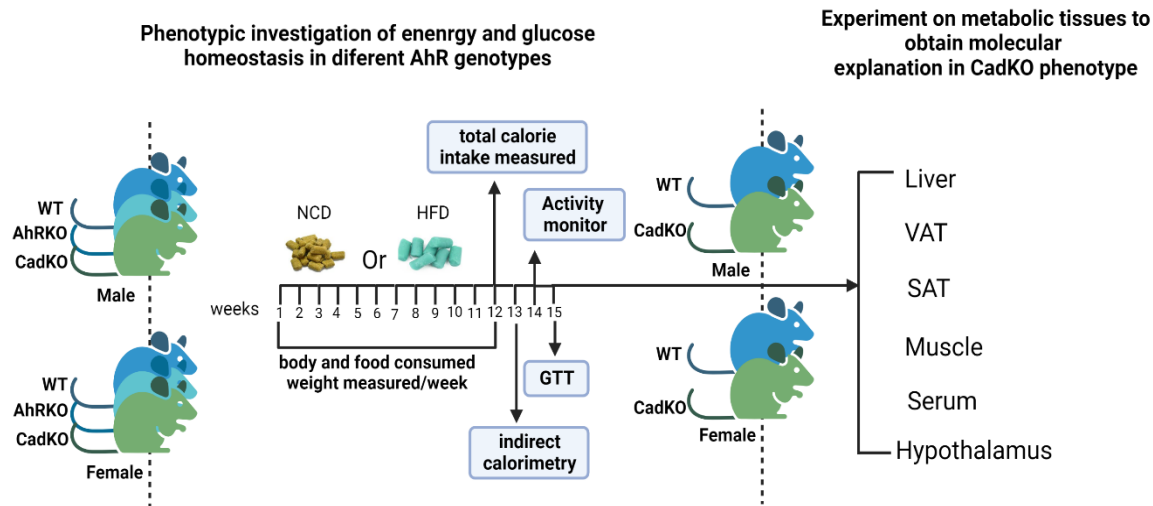 Phenotypic investigation of enenrgy and glucose
homeostasis in diferent AhR genotypes
Experiment on metabolic tissues to
obtain molecular
explanation in CadKO phenotype
WT
AhRKO
CadKO
Male
WT
AhRKO
CadKO
Female
NCD
Or
HFD
total calorie
intake measured
Activity
monitor
weeks
1 2 3 4 5 6 7 8 9 10 11 12 13 14 15
body and food consumed
weight measured/week
GTT
indirect
calorimetry
WT
CadKO
Male
WT
CadKO
Female
Liver
VAT
SAT
Muscle
Serum
Hypothalamus